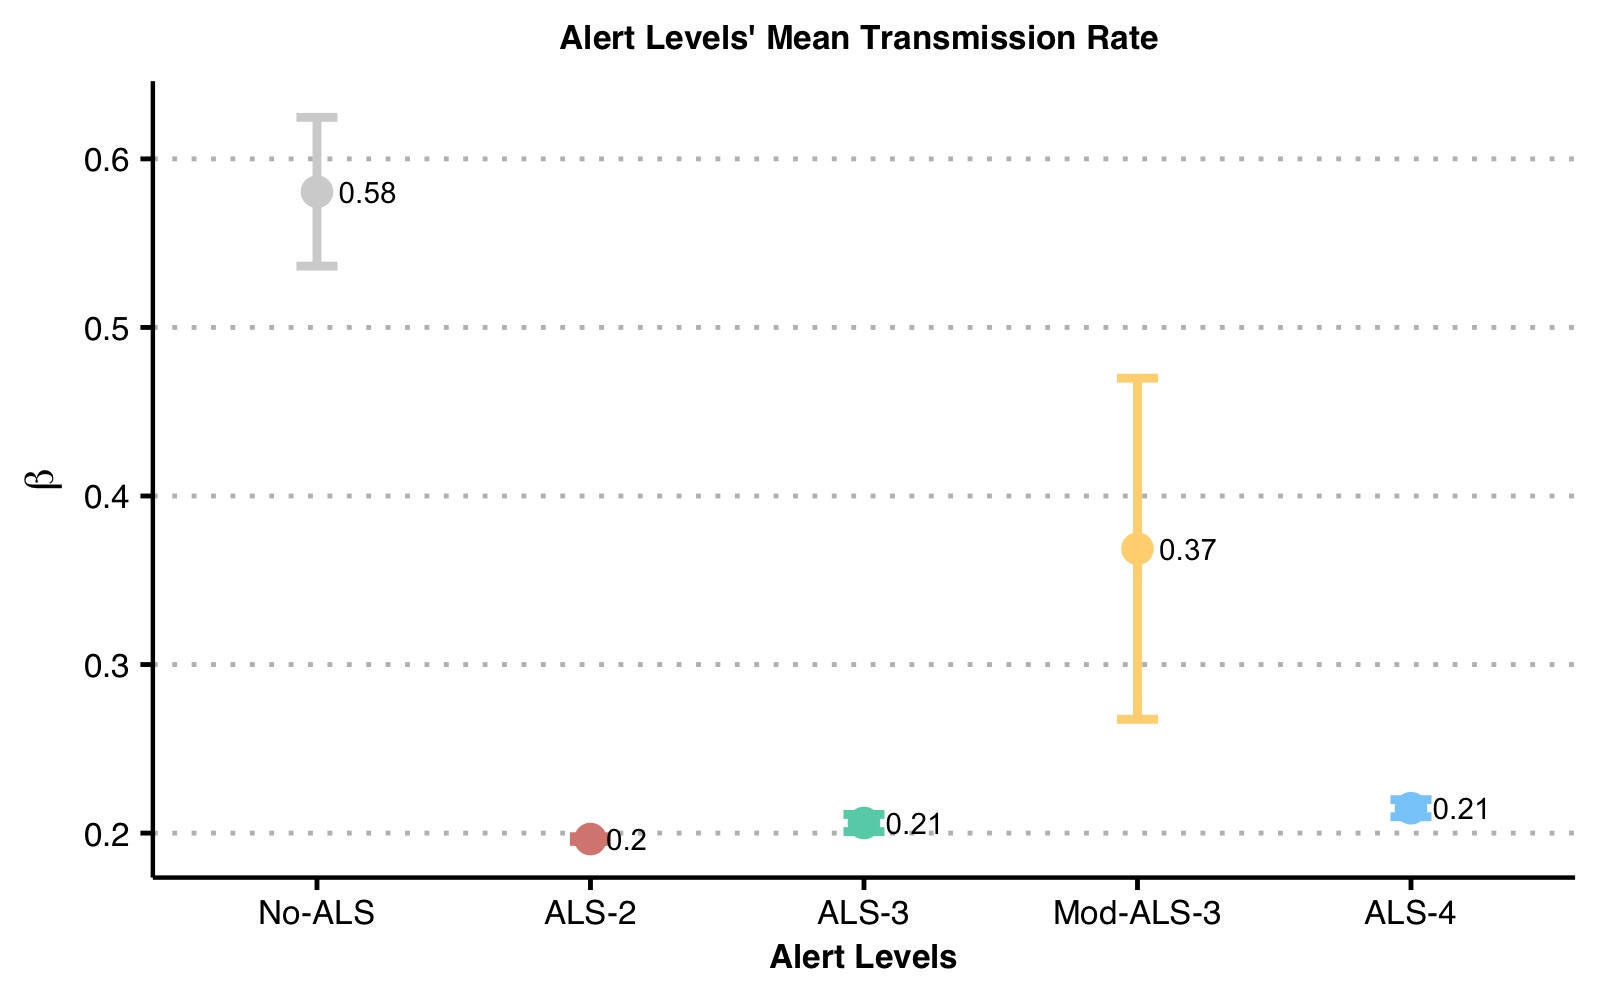 Alert Levels' Mean Transmission Rate
β
0.6
0.5
0.4
0.3
0.2
0.58
0.2
0.21
0.37
0.21
No-ALS
ALS-2
ALS-3
Mod-ALS-3
ALS-4
Alert Levels